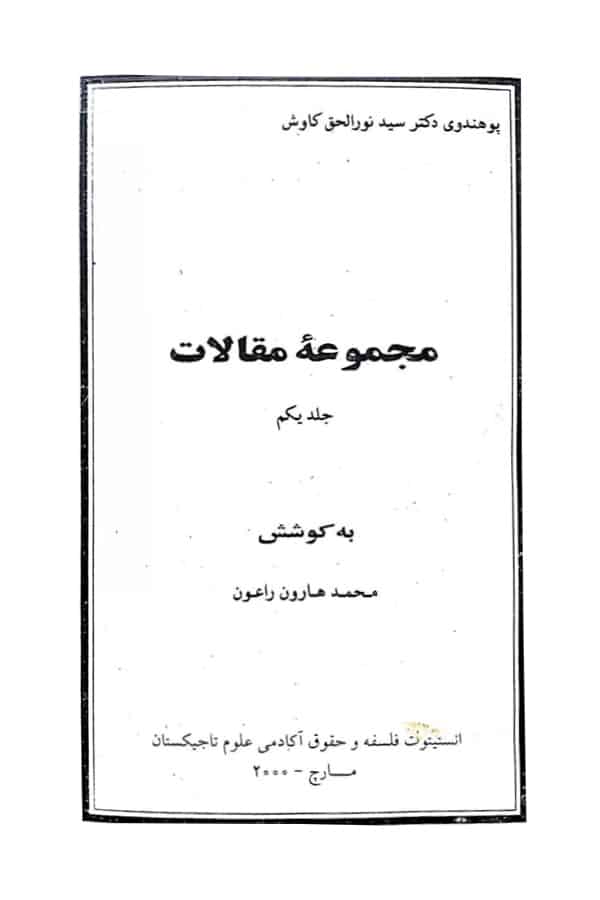 پوهندوی دکتر سید نورالحق کاوش
مجموعهٔ مقالات
جلد یکم
به کوشش
محمد هارون راعون
انستیتوت فلسفه و حقوق آکادمی علوم تاجیکستان
مارچ - ۲۰۰۰